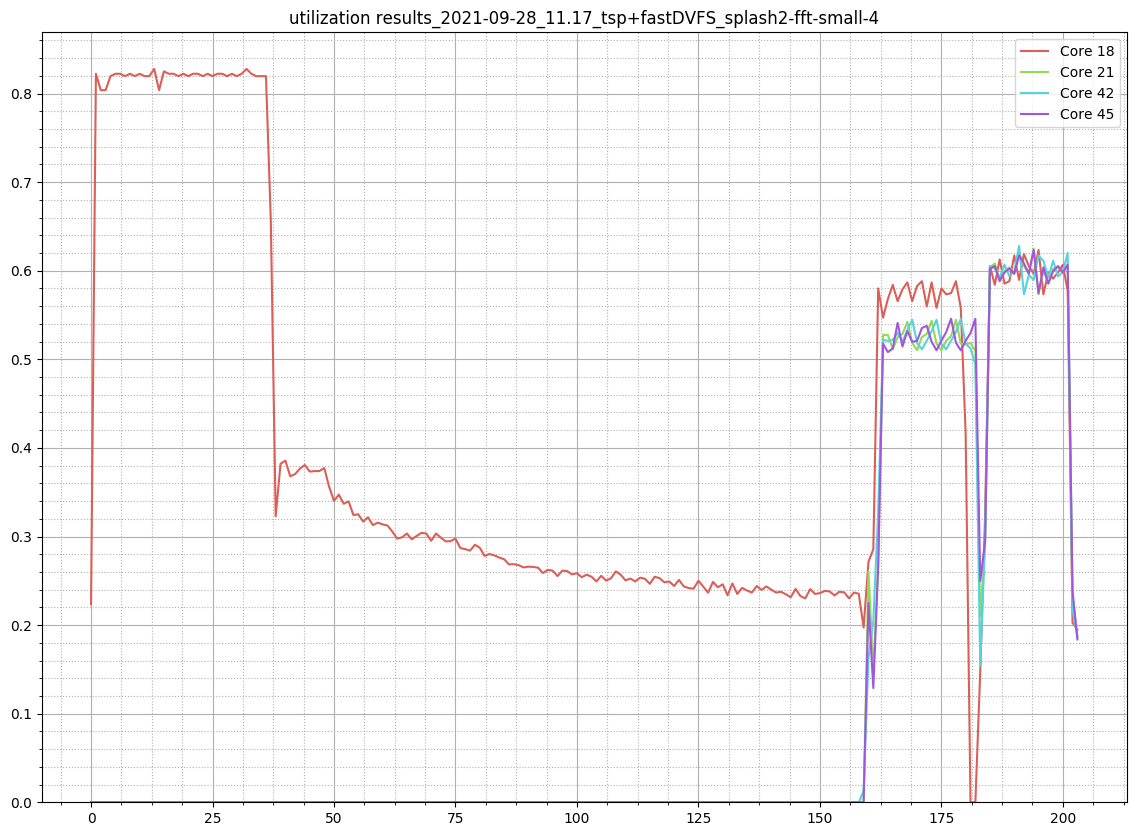 utilization results_2021-09-28_11.17_tsp+fastDVFS_splash2-fft-small-4
Core 18
Core 21
Core 42
Core 45
0.8
0.7
0.6
0.5
0.4
0.3
0.2
0.1
0.0
0 25 50 75 100 125 150 175 200